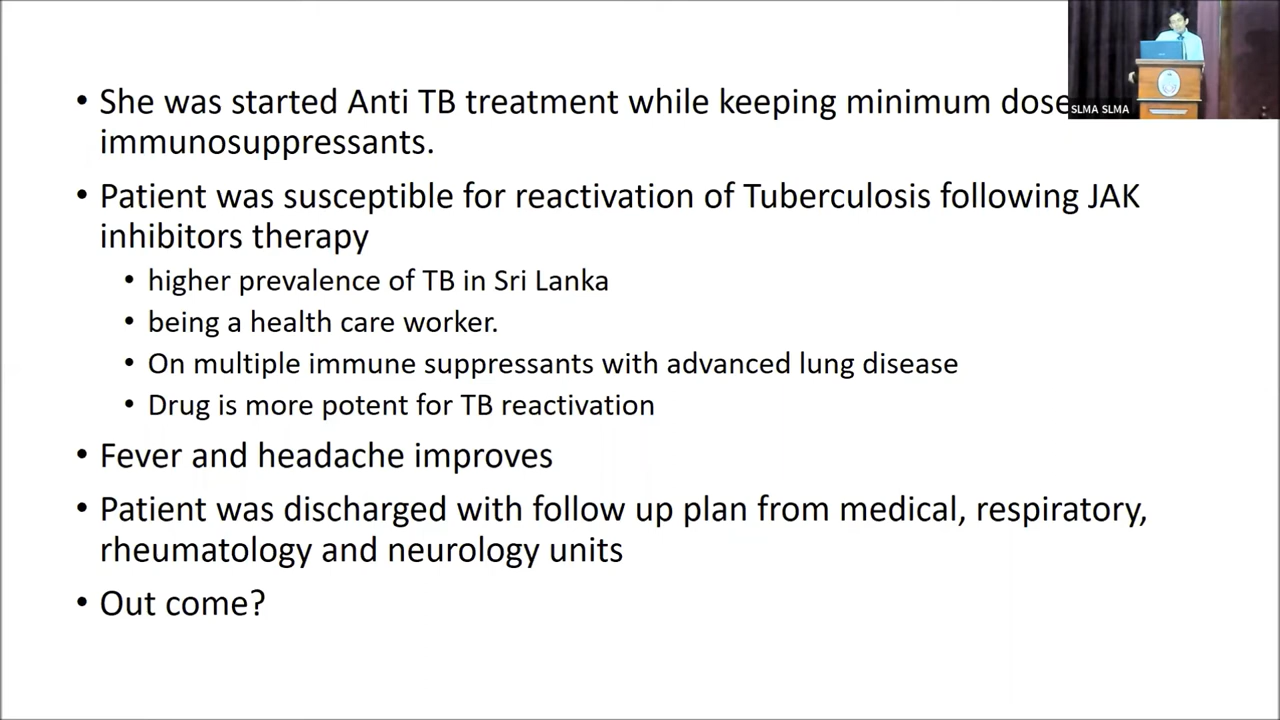 • She was started Anti TB treatment while keeping minimum dose
immunosuppressants.
• Patient was susceptible for reactivation of Tuberculosis following JAK
inhibitors therapy
• higher prevalence of TB in Sri Lanka
• being a health care worker.
• On multiple immune suppressants with advanced lung disease
• Drug is more potent for TB reactivation
• Fever and headache improves
• Patient was discharged with follow up plan from medical, respiratory,
rheumatology and neurology units
• Out come?
SLMA SLMA